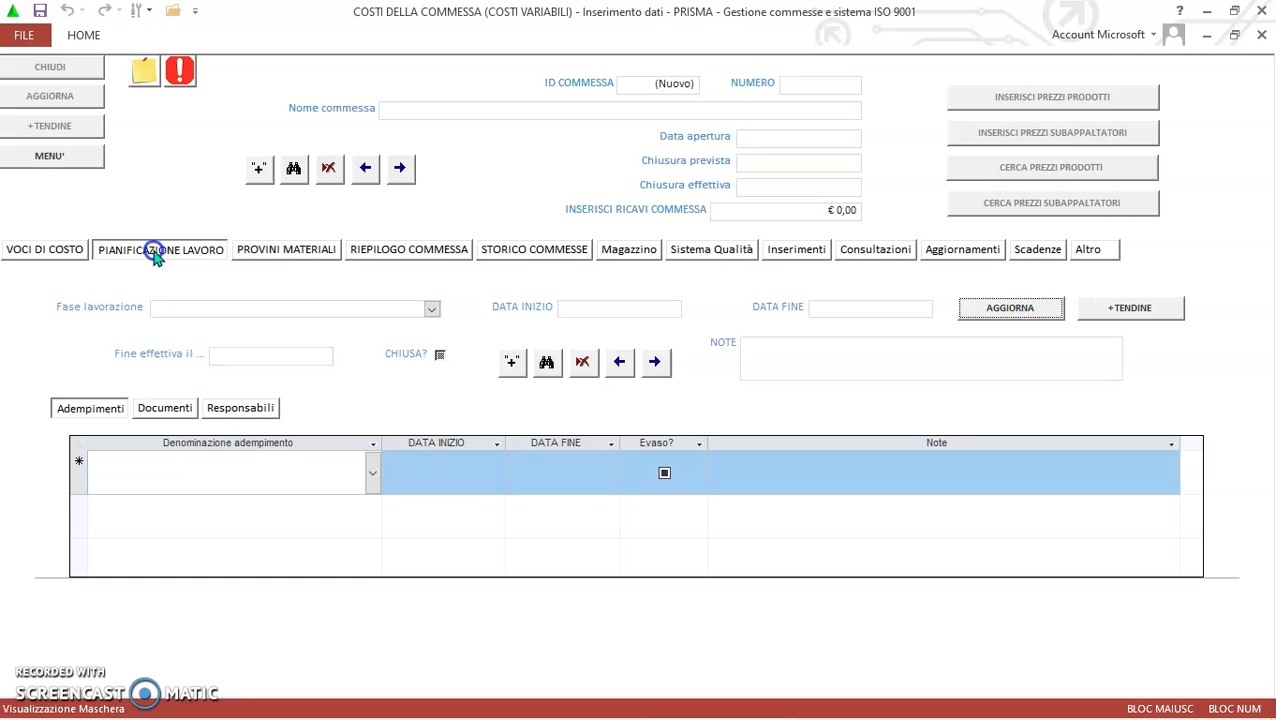 COSTI DELLA COMMESSA (COSTI VARIABILI) - Inserimento dati - PRISMA - Gestione commesse e sistema ISO 9001
FILE
HOME
Account Microsoft
CHIUDI
AGGIORNA
+TENDINE
MENU'
ID COMMESSA (Nuovo) NUMERO
Nome commessa
Data apertura
Chiusura prevista
Chiusura effettiva
INSERISCI RICAVI COMMESSA € 0,00
INSERISCI PREZZI PRODOTTI
INSERISCI PREZZI SUBAPPALTATORI
CERCA PREZZI PRODOTTI
CERCA PREZZI SUBAPPALTATORI
"+"
VOCI DI COSTO PIANIFICAZIONE LAVORO PROVINI MATERIALI RIEPILOGO COMMESSA STORICO COMMESSE Magazzino Sistema Qualità Inserimenti Consultazioni Aggiornamenti Scadenze Altro
Fase lavorazione DATA INIZIO DATA FINE AGGIORNA +TENDINE
Fine effettiva il ... CHIUSA? "+" NOTE
Adempimenti Documenti Responsabili
Denominazione adempimento DATA INIZIO DATA FINE Evaso? Note
RECORDED WITH
SCREENCAST MATIC
Visualizzazione Maschera BLOC MAIUSC BLOC NUM